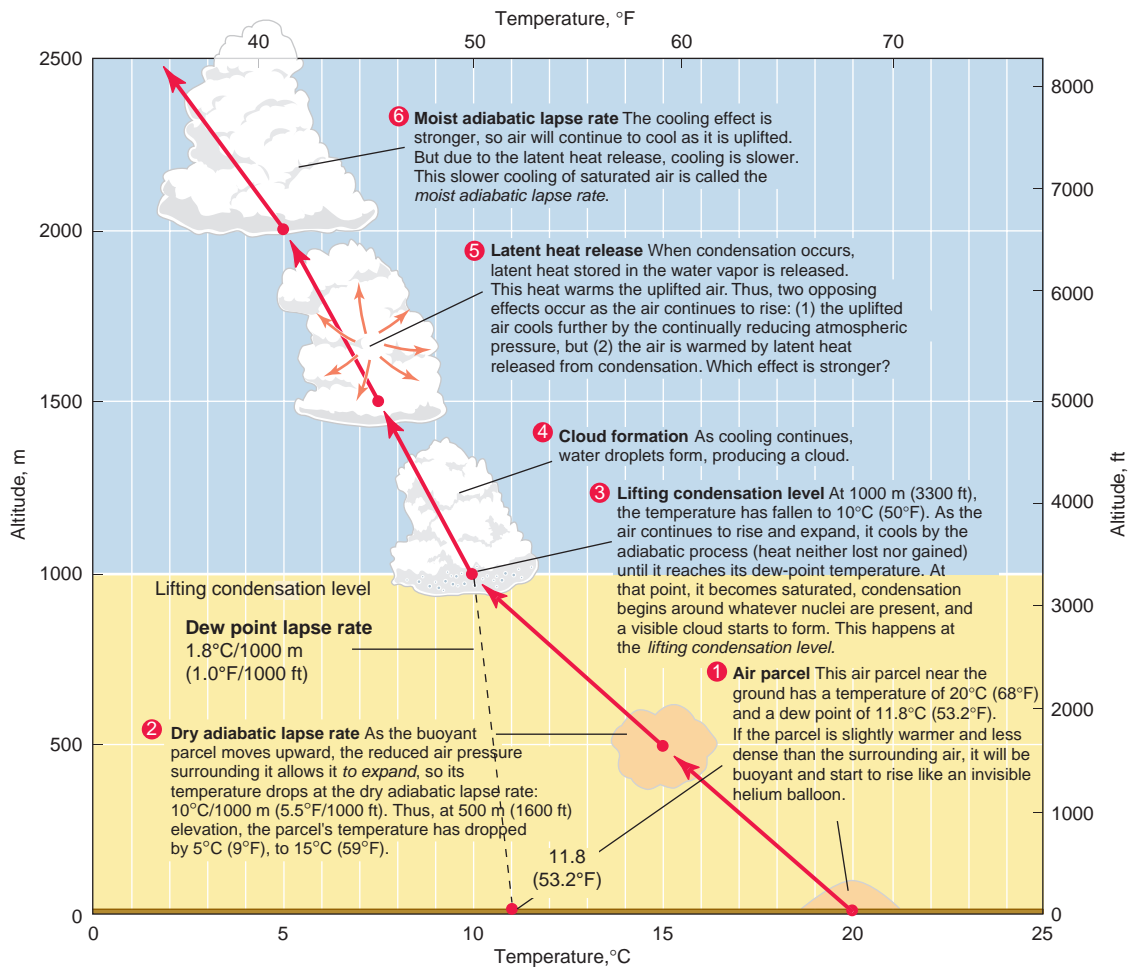 Temperature, °F
40
50
60
70
2500
2000
1500
1000
500
0
Altitude, m
8000
7000
6000
5000
4000
3000
2000
1000
0
Altitude, ft
6 Moist adiabatic lapse rate The cooling effect is
stronger, so air will continue to cool as it is uplifted.
But due to the latent heat release, cooling is slower.
This slower cooling of saturated air is called the
moist adiabatic lapse rate.
5 Latent heat release When condensation occurs,
latent heat stored in the water vapor is released.
This heat warms the uplifted air. Thus, two opposing
effects occur as the air continues to rise: (1) the uplifted
air cools further by the continually reducing atmospheric
pressure, but (2) the air is warmed by latent heat
released from condensation. Which effect is stronger?
4 Cloud formation As cooling continues,
water droplets form, producing a cloud.
3 Lifting condensation level At 1000 m (3300 ft),
the temperature has fallen to 10°C (50°F). As the
air continues to rise and expand, it cools by the
adiabatic process (heat neither lost nor gained)
until it reaches its dew-point temperature. At
that point, it becomes saturated, condensation
begins around whatever nuclei are present, and
a visible cloud starts to form. This happens at
the lifting condensation level.
Lifting condensation level
Dew point lapse rate
1.8°C/1000 m
(1.0°F/1000 ft)
1 Air parcel This air parcel near the
ground has a temperature of 20°C (68°F)
and a dew point of 11.8°C (53.2°F).
If the parcel is slightly warmer and less
dense than the surrounding air, it will be
buoyant and start to rise like an invisible
helium balloon.
2 Dry adiabatic lapse rate As the buoyant
parcel moves upward, the reduced air pressure
surrounding it allows it to expand, so its
temperature drops at the dry adiabatic lapse rate:
10°C/1000 m (5.5°F/1000 ft). Thus, at 500 m (1600 ft)
elevation, the parcel's temperature has dropped
by 5°C (9°F), to 15°C (59°F).
11.8
(53.2°F)
0
5
10
15
20
25
Temperature,°C